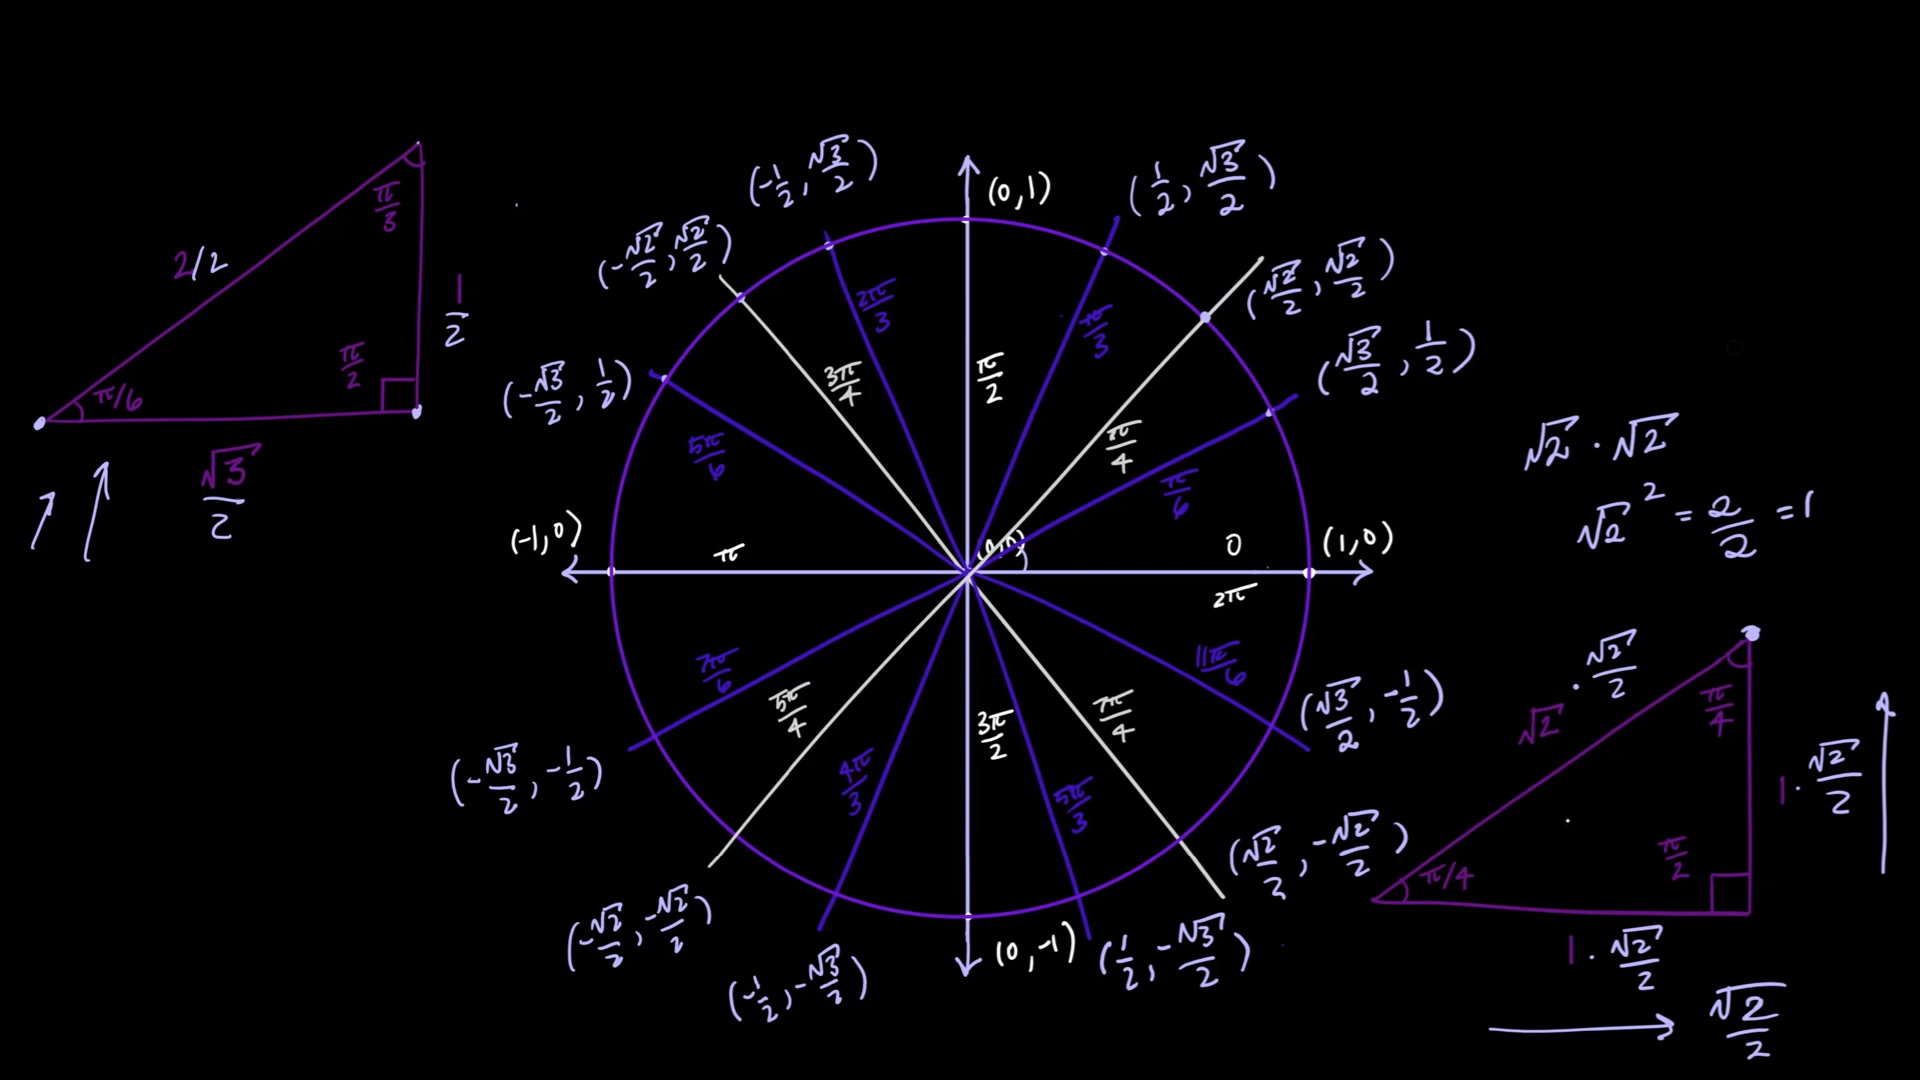 2/2
π/3
1/2
π/2
π/6
√3/2
(-1/2, √3/2)
(0,1)
(1/2, √3/2)
(-√2/2, √2/2)
(√2/2, √2/2)
(-√3/2, 1/2)
(√3/2, 1/2)
2π/3
π/3
3π/4
π/2
π/4
5π/6
π/6
(-1,0)
π
(0,0)
0
(1,0)
2π
7π/6
11π/6
5π/4
3π/2
7π/4
4π/3
5π/3
(-√3/2, -1/2)
(√3/2, -1/2)
(-√2/2, -√2/2)
(√2/2, -√2/2)
(-1/2, -√3/2)
(0,-1)
(1/2, -√3/2)
√2 · √2
√2² = 2/2 = 1
√2 · √2/2
π/4
1 · √2/2
π/2
π/4
1 · √2/2
√2/2